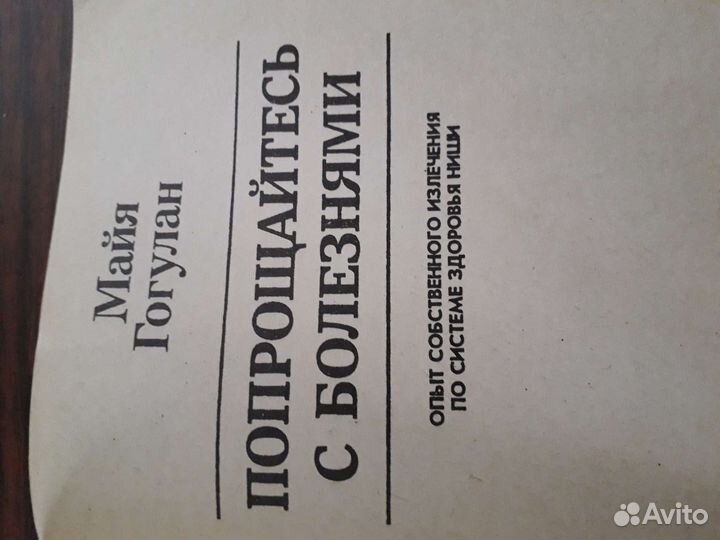 Майя
Гогулан
ПОПРОЩАЙТЕСЬ
С БОЛЕЗНЯМИ
ОПЫТ СОБСТВЕННОГО ИЗЛЕЧЕНИЯ
ПО СИСТЕМЕ ЗДОРОВЬЯ НИШИ
Avito